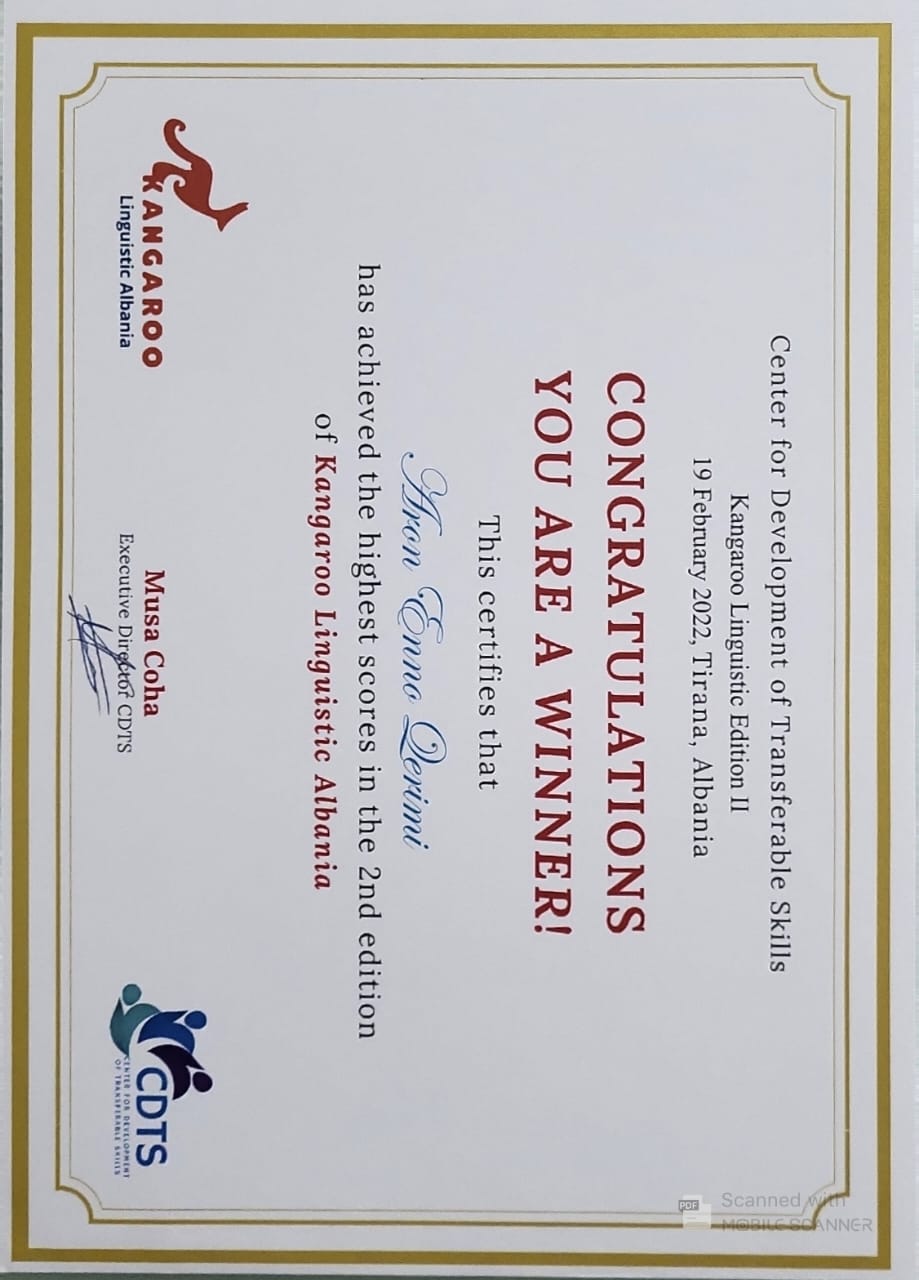 Center for Development of Transferable Skills
Kangaroo Linguistic Edition II
19 February 2022, Tirana, Albania
CONGRATULATIONS
YOU ARE A WINNER!
This certifies that
Aron Enno Qerimi
has achieved the highest scores in the 2nd edition
of Kangaroo Linguistic Albania
KANGAROO
Linguistic Albania
Musa Coha
Executive Director CDTS
CDTS
CENTER FOR DEVELOPMENT
OF TRANSFERABLE SKILLS
Scanned with
MOBILE SCANNER
PDF